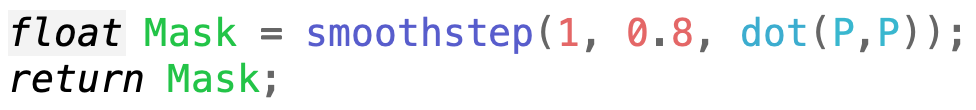 float Mask = smoothstep(1, 0.8, dot(P,P));
return Mask;